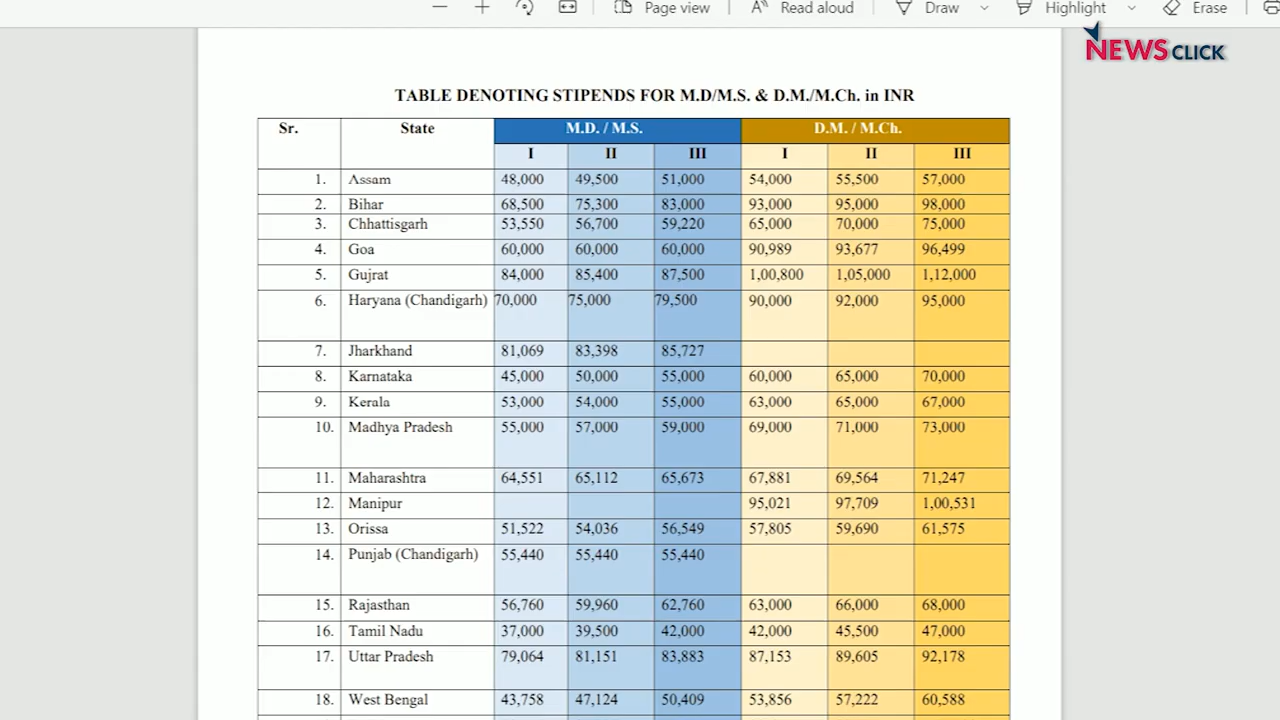 Page view Read aloud Draw Highlight Erase
NEWSCLICK
TABLE DENOTING STIPENDS FOR M.D/M.S. & D.M./M.Ch. in INR
Sr. State M.D. / M.S. D.M. / M.Ch.
I II III I II III
1. Assam 48,000 49,500 51,000 54,000 55,500 57,000
2. Bihar 68,500 75,300 83,000 93,000 95,000 98,000
3. Chhattisgarh 53,550 56,700 59,220 65,000 70,000 75,000
4. Goa 60,000 60,000 60,000 90,989 93,677 96,499
5. Gujrat 84,000 85,400 87,500 1,00,800 1,05,000 1,12,000
6. Haryana (Chandigarh) 70,000 75,000 79,500 90,000 92,000 95,000
7. Jharkhand 81,069 83,398 85,727
8. Karnataka 45,000 50,000 55,000 60,000 65,000 70,000
9. Kerala 53,000 54,000 55,000 63,000 65,000 67,000
10. Madhya Pradesh 55,000 57,000 59,000 69,000 71,000 73,000
11. Maharashtra 64,551 65,112 65,673 67,881 69,564 71,247
12. Manipur 95,021 97,709 1,00,531
13. Orissa 51,522 54,036 56,549 57,805 59,690 61,575
14. Punjab (Chandigarh) 55,440 55,440 55,440
15. Rajasthan 56,760 59,960 62,760 63,000 66,000 68,000
16. Tamil Nadu 37,000 39,500 42,000 42,000 45,500 47,000
17. Uttar Pradesh 79,064 81,151 83,883 87,153 89,605 92,178
18. West Bengal 43,758 47,124 50,409 53,856 57,222 60,588